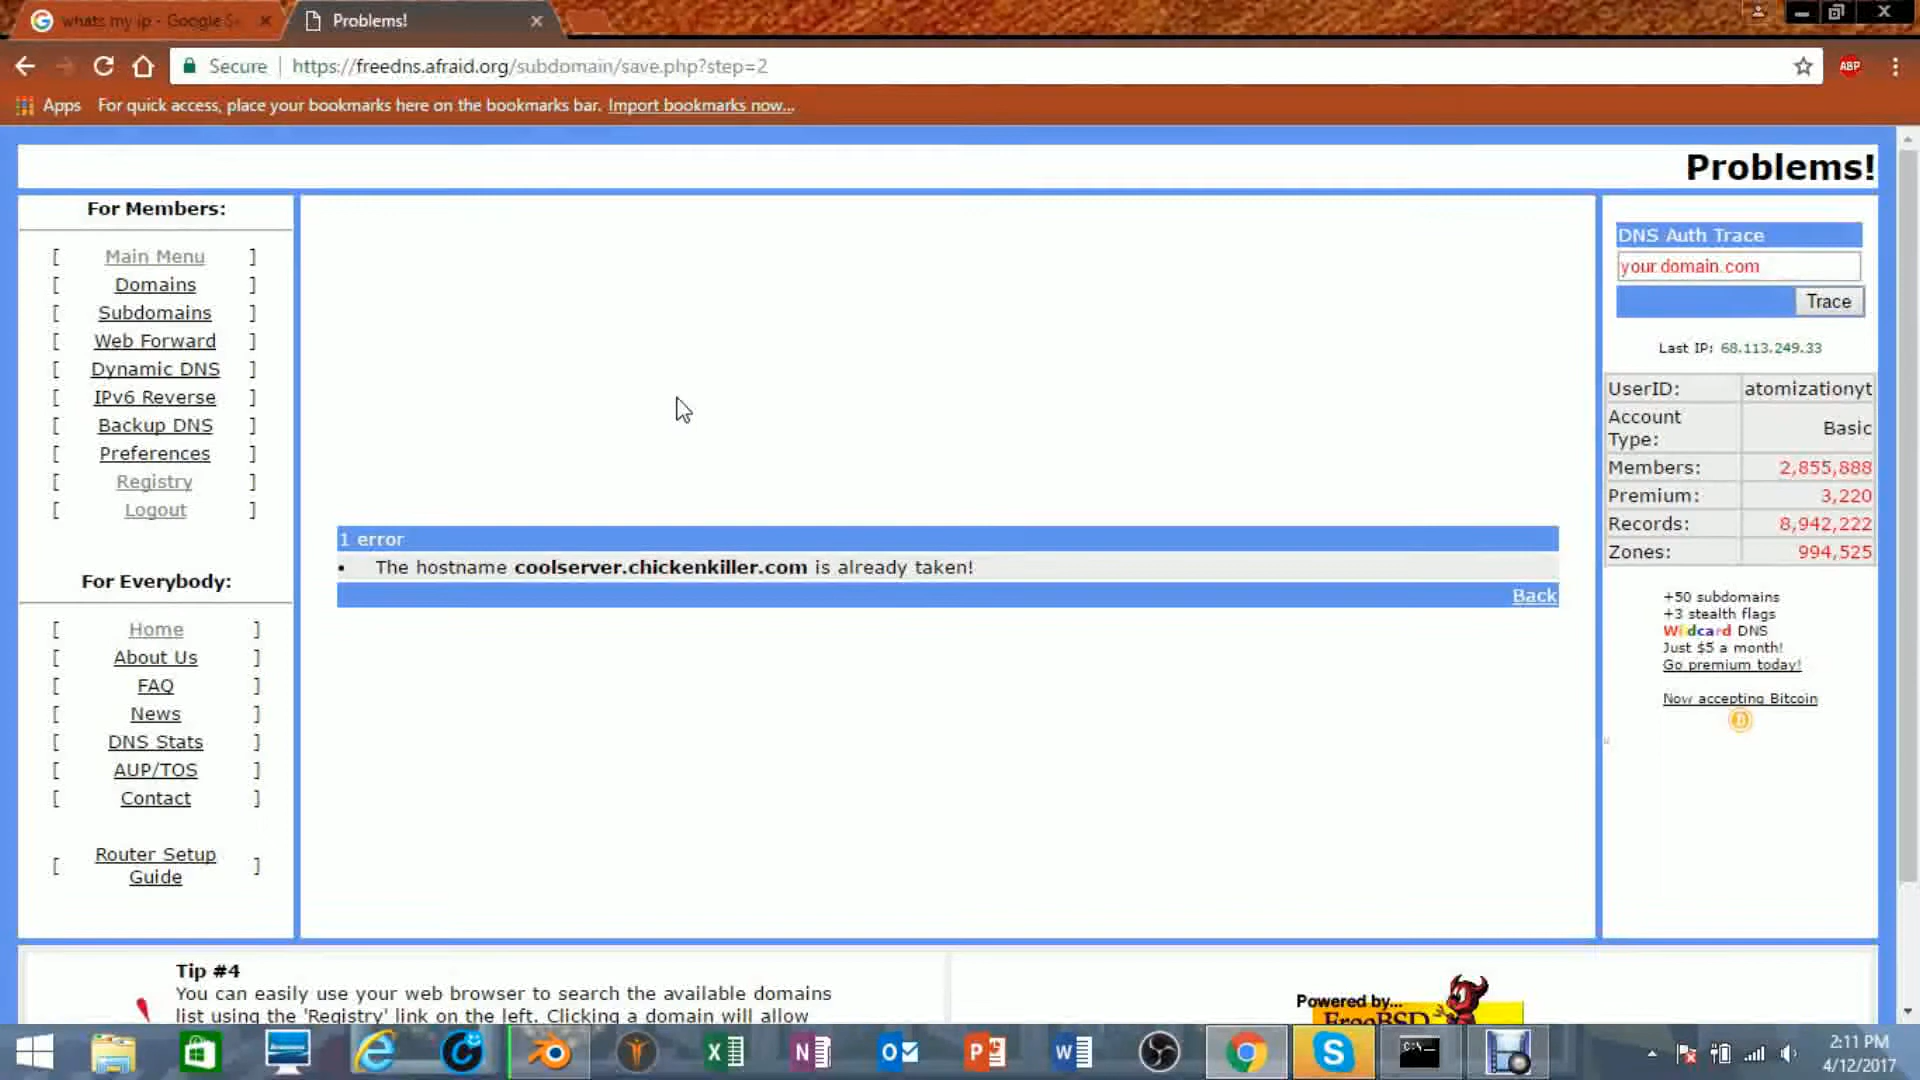 whats my ip - Google Se
Problems!
Secure
https://freedns.afraid.org/subdomain/save.php?step=2
ABP
Apps
For quick access, place your bookmarks here on the bookmarks bar. Import bookmarks now...
Problems!
For Members:
[ Main Menu ]
[ Domains ]
[ Subdomains ]
[ Web Forward ]
[ Dynamic DNS ]
[ IPv6 Reverse ]
[ Backup DNS ]
[ Preferences ]
[ Registry ]
[ Logout ]
For Everybody:
[ Home ]
[ About Us ]
[ FAQ ]
[ News ]
[ DNS Stats ]
[ AUP/TOS ]
[ Contact ]
[ Router Setup
Guide ]
1 error
• The hostname coolserver.chickenkiller.com is already taken!
Back
DNS Auth Trace
your.domain.com
Trace
Last IP: 68.113.249.33
UserID: atomizationyt
Account
Type: Basic
Members: 2,855,888
Premium: 3,220
Records: 8,942,222
Zones: 994,525
+50 subdomains
+3 stealth flags
Wildcard DNS
Just $5 a month!
Go premium today!
Now accepting Bitcoin
Tip #4
You can easily use your web browser to search the available domains
list using the 'Registry' link on the left. Clicking a domain will allow
Powered by...
FreeBSD
2:11 PM
4/12/2017